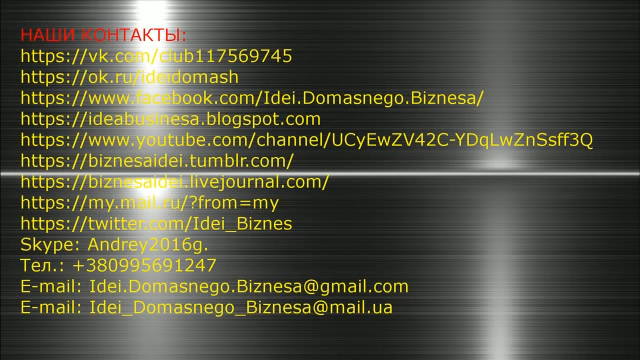 НАШИ КОНТАКТЫ:
https://vk.com/club117569745
https://ok.ru/ideidomash
https://www.facebook.com/Idei.Domasnego.Biznesa/
https://ideabusinesa.blogspot.com
https://www.youtube.com/channel/UCyEwZV42C-YDqLwZnSsff3Q
https://biznesaidei.tumblr.com/
https://biznesaidei.livejournal.com/
https://my.mail.ru/?from=my
https://twitter.com/Idei_Biznes
Skype: Andrey2016g.
Тел.: +380995691247
E-mail: Idei.Domasnego.Biznesa@gmail.com
E-mail: Idei_Domasnego_Biznesa@mail.ua